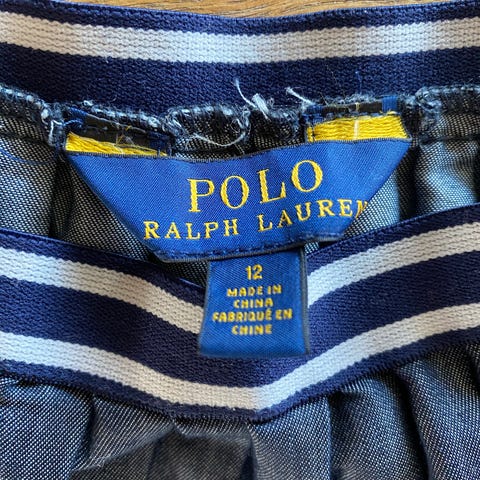 POLO
RALPH LAUREN
12
MADE IN
CHINA
FABRIQUÉ EN
CHINE